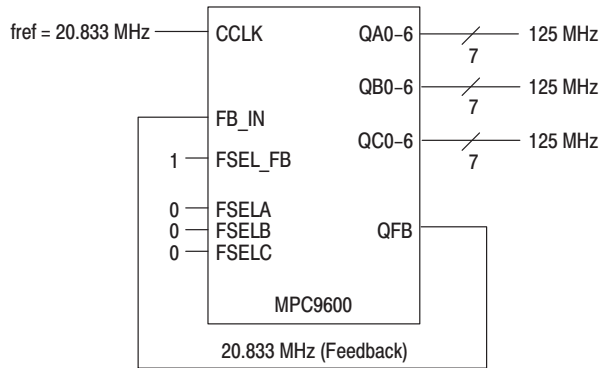 fref = 20.833 MHz CCLK QA0–6 125 MHz
7
QB0–6 125 MHz
7
FB_IN
QC0–6 125 MHz
7
1 FSEL_FB
0 FSELA
0 FSELB QFB
0 FSELC
MPC9600
20.833 MHz (Feedback)